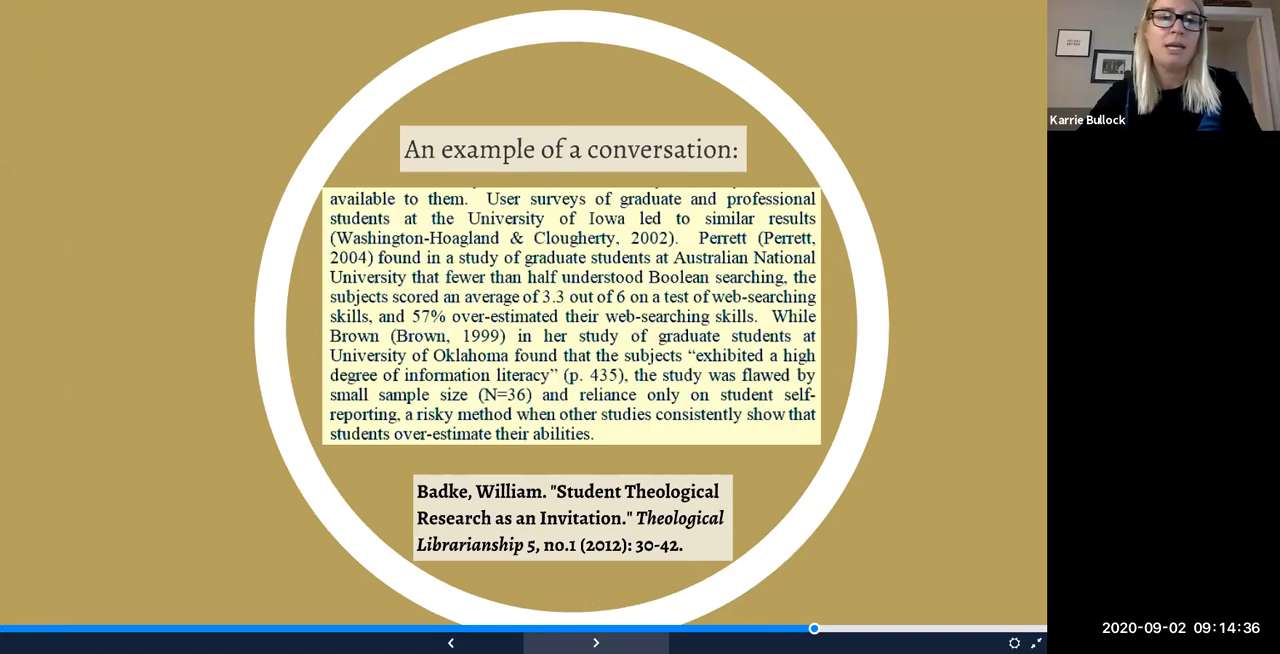 An example of a conversation:
available to them. User surveys of graduate and professional
students at the University of Iowa led to similar results
(Washington-Hoagland & Clougherty, 2002). Perrett (Perrett,
2004) found in a study of graduate students at Australian National
University that fewer than half understood Boolean searching, the
subjects scored an average of 3.3 out of 6 on a test of web-searching
skills, and 57% over-estimated their web-searching skills. While
Brown (Brown, 1999) in her study of graduate students at
University of Oklahoma found that the subjects “exhibited a high
degree of information literacy” (p. 435), the study was flawed by
small sample size (N=36) and reliance only on student self-
reporting, a risky method when other studies consistently show that
students over-estimate their abilities.
Badke, William. "Student Theological
Research as an Invitation." Theological
Librarianship 5, no.1 (2012): 30-42.
Karrie Bullock
2020-09-02 09:14:36